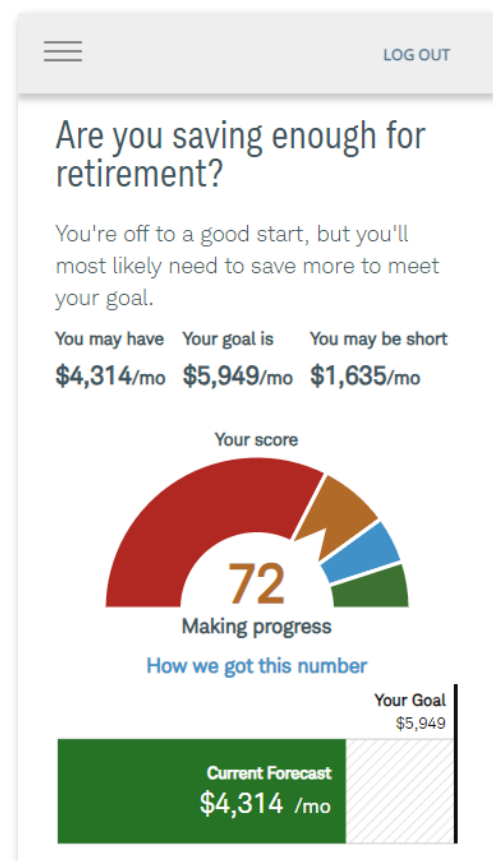 LOG OUT
Are you saving enough for
retirement?
You're off to a good start, but you'll
most likely need to save more to meet
your goal.
You may have Your goal is You may be short
$4,314/mo $5,949/mo $1,635/mo
Your score
72
Making progress
How we got this number
Your Goal
$5,949
Current Forecast
$4,314 /mo